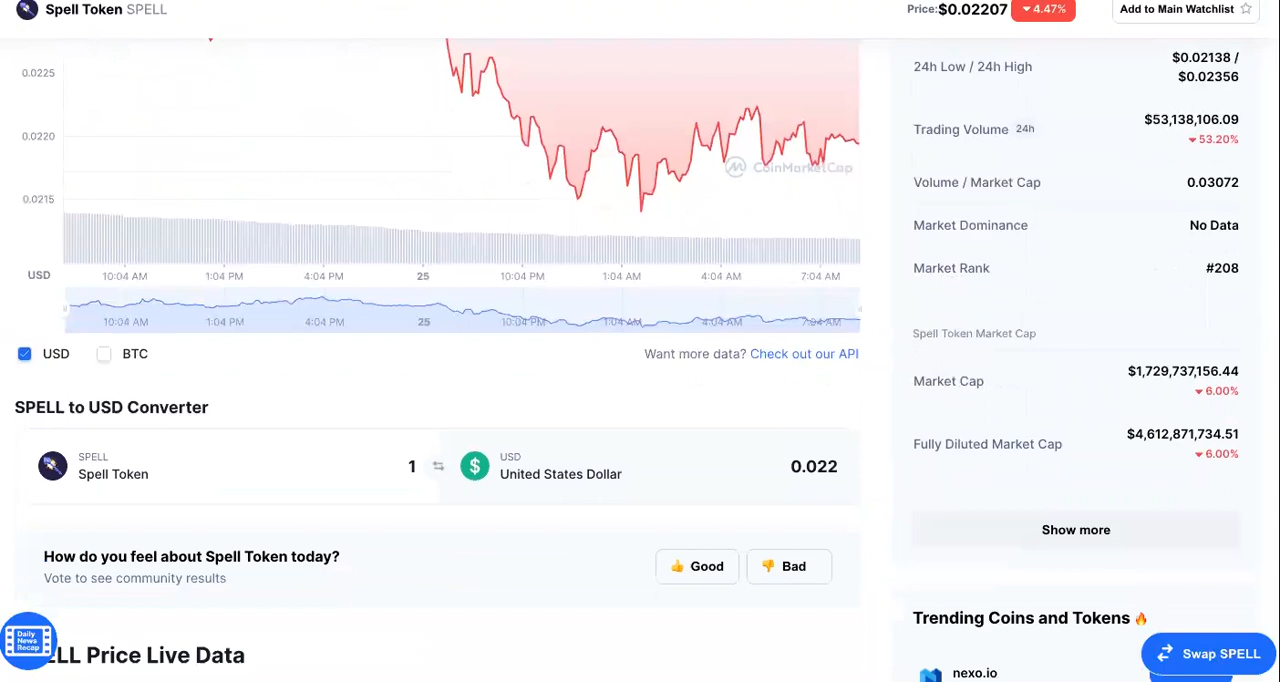 Spell Token SPELL
Price: $0.02207 4.47% Add to Main Watchlist
0.0225
0.0220
0.0215
CoinMarketCap
USD
10:04 AM 1:04 PM 4:04 PM 25 10:04 PM 1:04 AM 4:04 AM 7:04 AM
10:04 AM 1:04 PM 4:04 PM 25 10:04 PM 1:04 AM 4:04 AM 7:04 AM
USD BTC
Want more data? Check out our API
SPELL to USD Converter
SPELL
Spell Token
1
USD
United States Dollar
0.022
How do you feel about Spell Token today?
Vote to see community results
Good Bad
Daily
News
Recap
ELL Price Live Data
24h Low / 24h High
$0.02138 /
$0.02356
Trading Volume 24h
$53,138,106.09
53.20%
Volume / Market Cap 0.03072
Market Dominance No Data
Market Rank #208
Spell Token Market Cap
Market Cap
$1,729,737,156.44
6.00%
Fully Diluted Market Cap
$4,612,871,734.51
6.00%
Show more
Trending Coins and Tokens
Swap SPELL
nexo.io